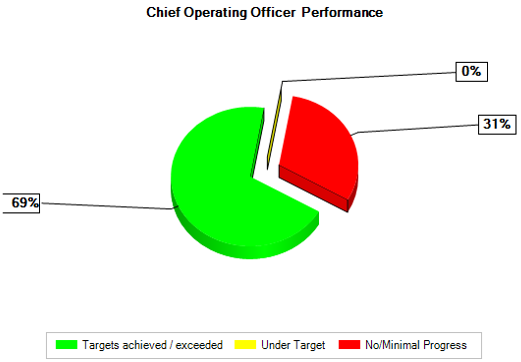 Chief Operating Officer Performance
0%
31%
69%
Targets achieved / exceeded Under Target No/Minimal Progress